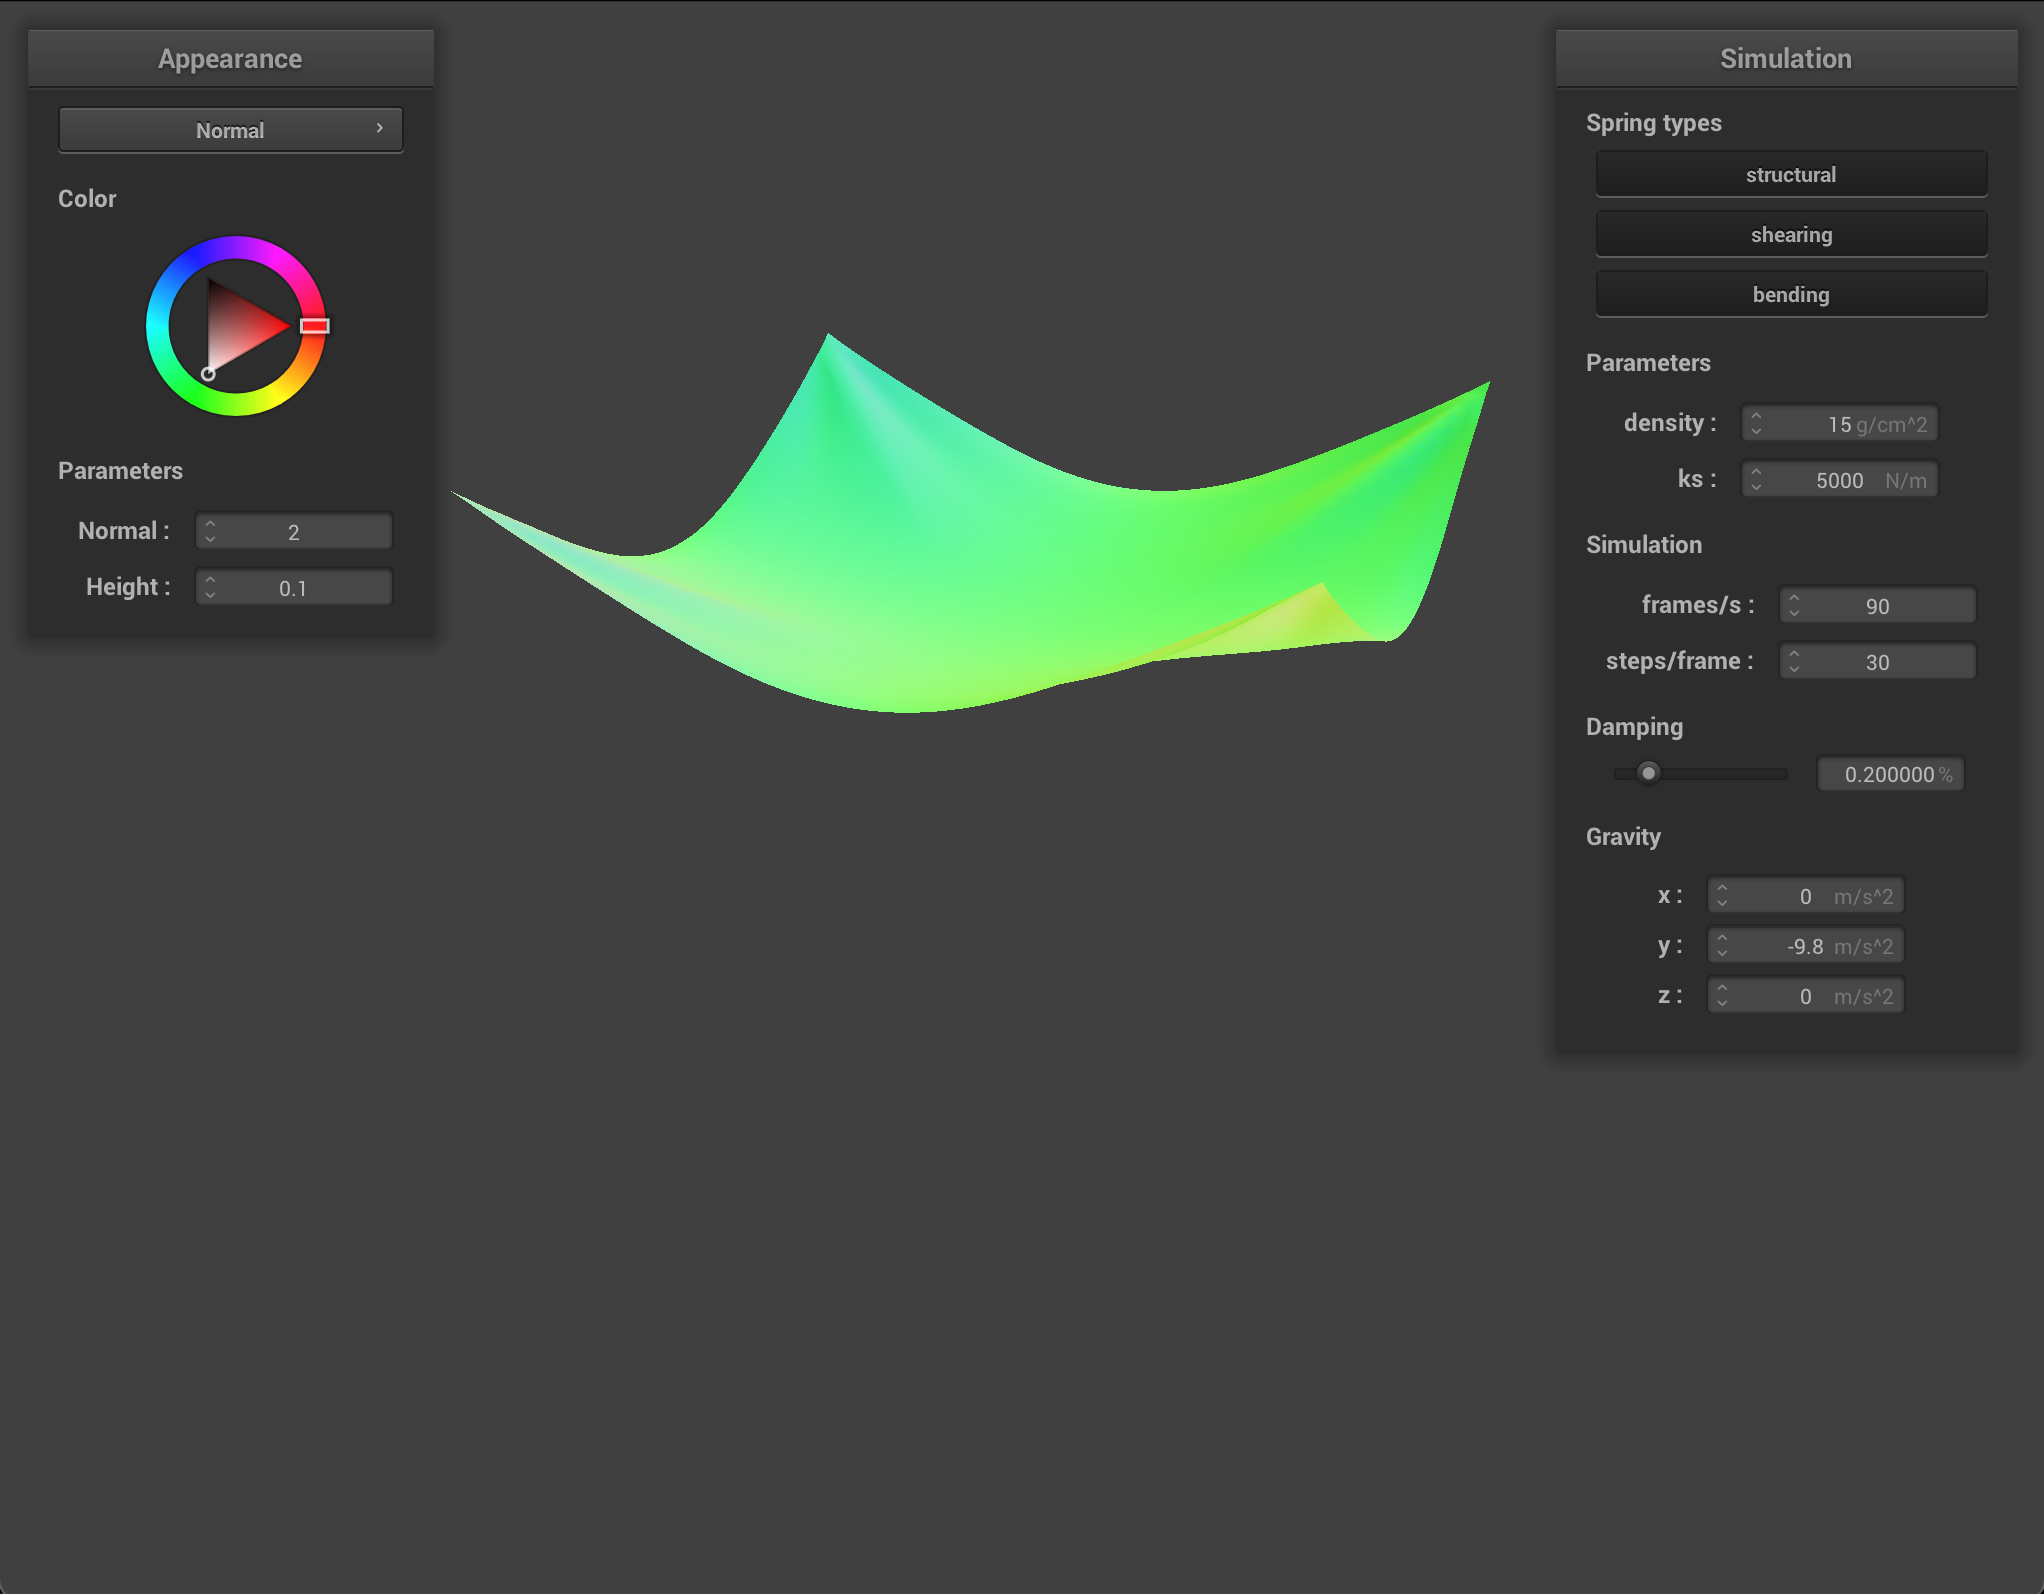 Appearance
Normal
Color
Parameters
Normal : 2
Height : 0.1
Simulation
Spring types
structural
shearing
bending
Parameters
density : 15 g/cm^2
ks : 5000 N/m
Simulation
frames/s : 90
steps/frame : 30
Damping
0.200000 %
Gravity
x : 0 m/s^2
y : -9.8 m/s^2
z : 0 m/s^2